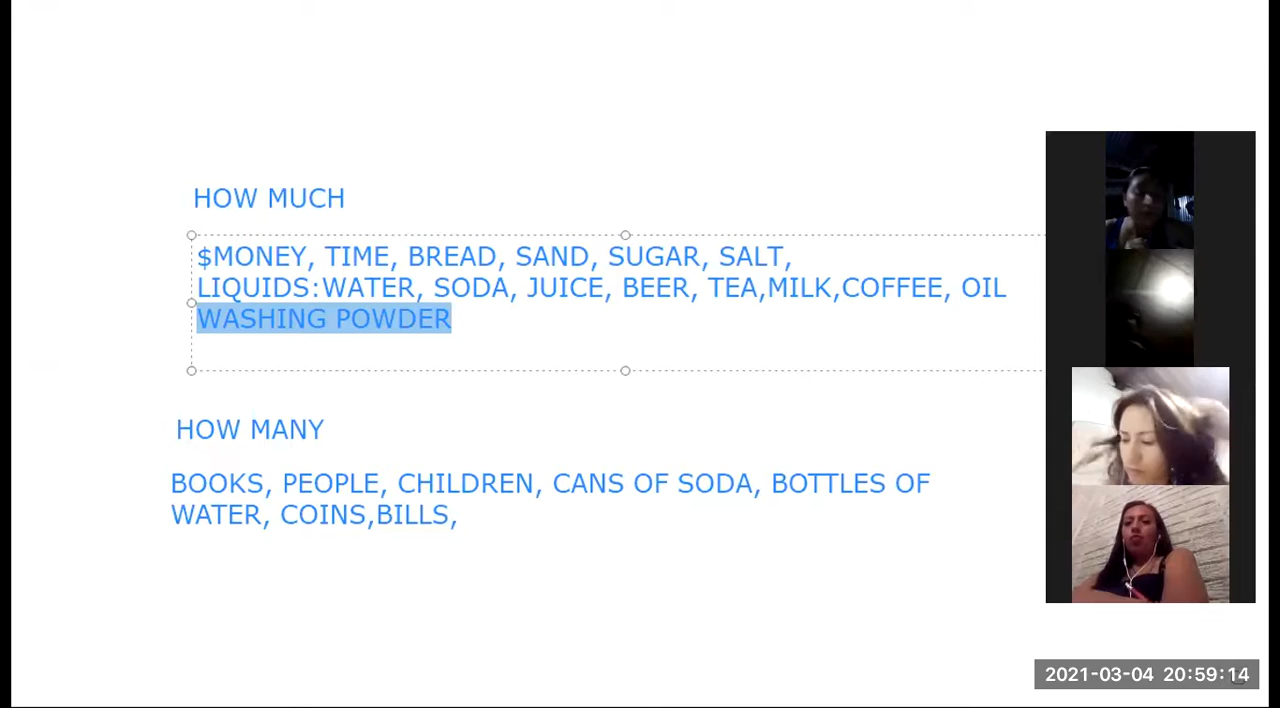 HOW MUCH
$MONEY, TIME, BREAD, SAND, SUGAR, SALT,
LIQUIDS:WATER, SODA, JUICE, BEER, TEA,MILK,COFFEE, OIL
WASHING POWDER
HOW MANY
BOOKS, PEOPLE, CHILDREN, CANS OF SODA, BOTTLES OF
WATER, COINS,BILLS,
2021-03-04 20:59:14